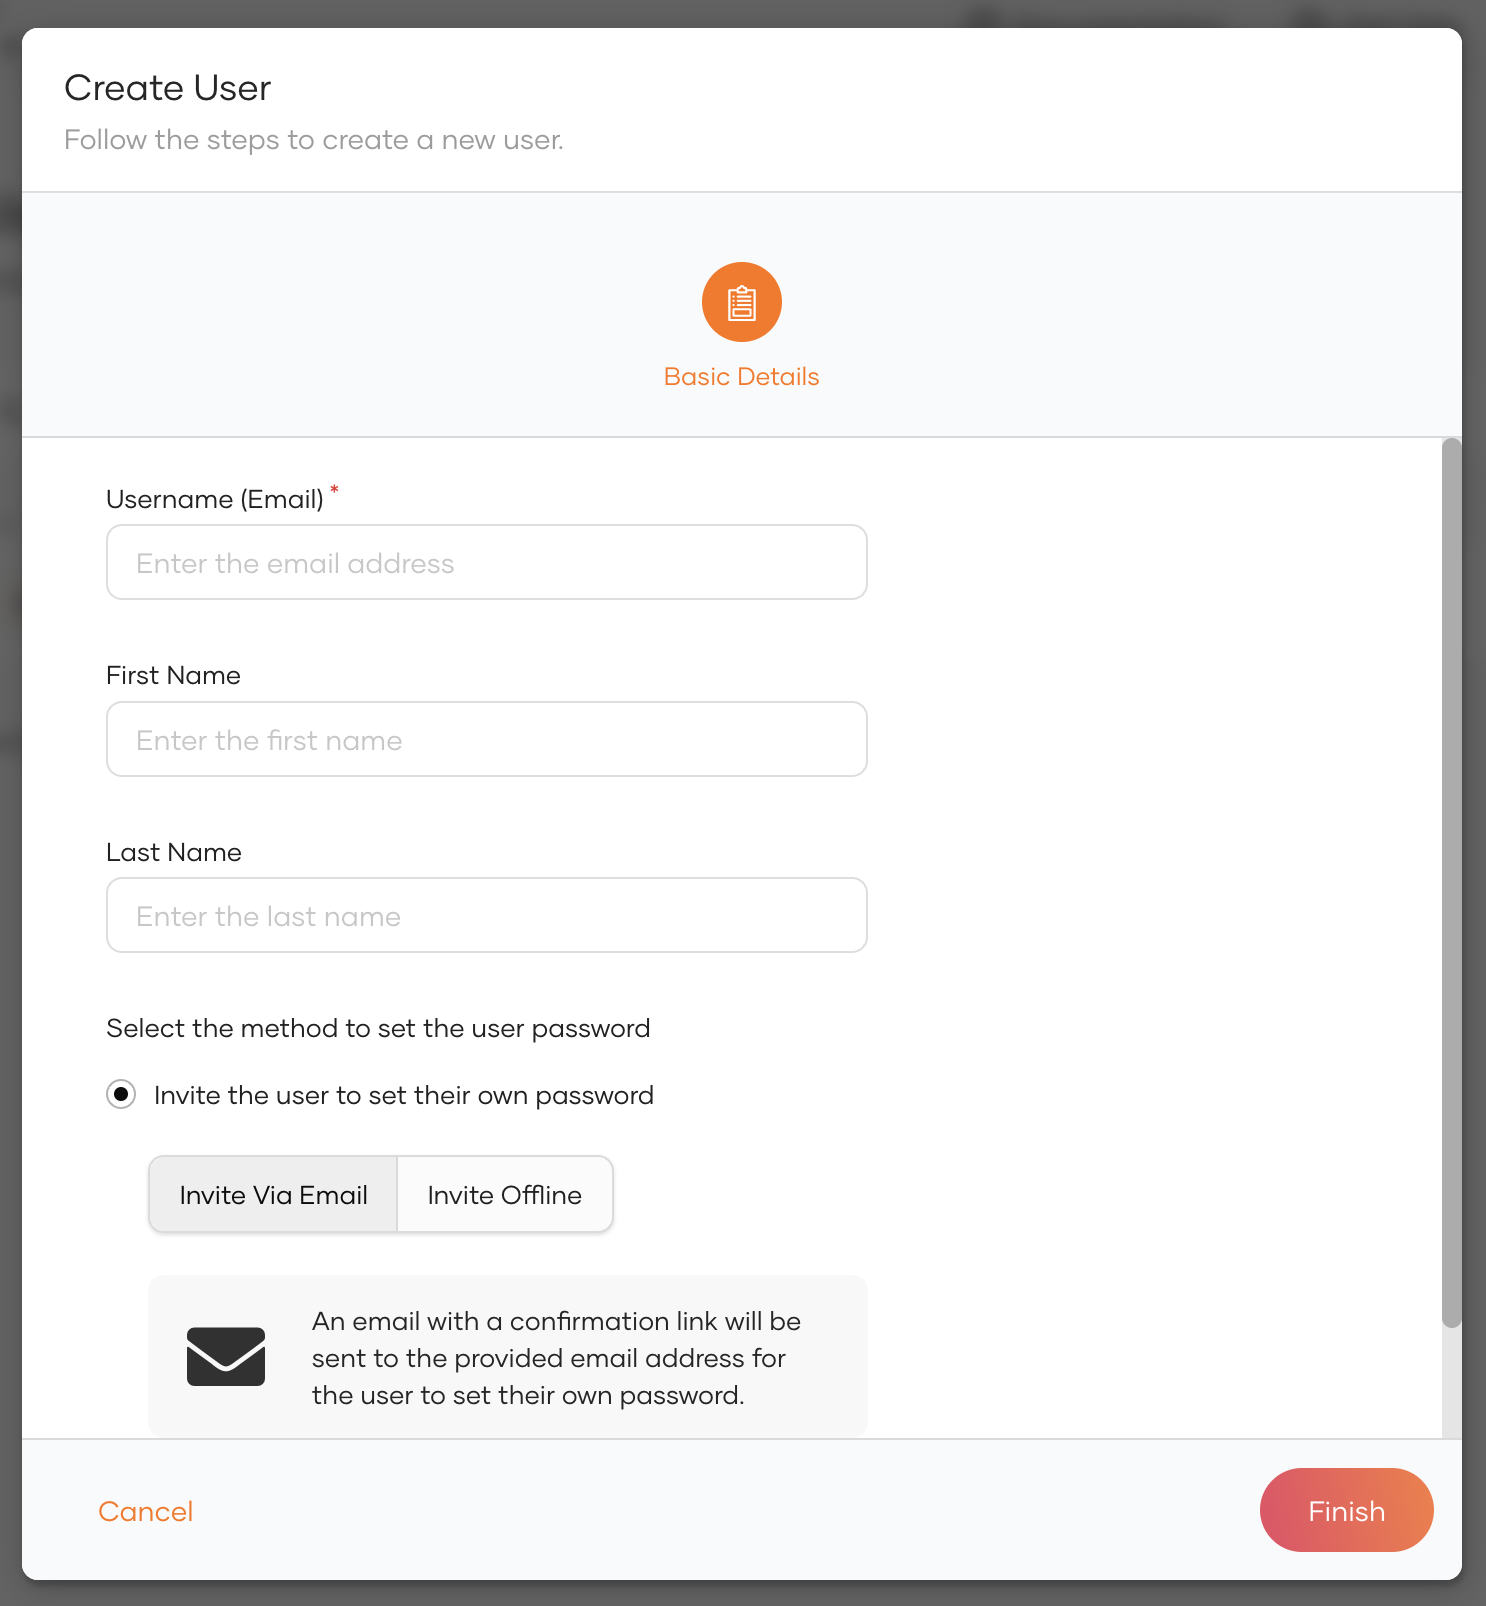 Create User
Follow the steps to create a new user.
Basic Details
Username (Email) *
Enter the email address
First Name
Enter the first name
Last Name
Enter the last name
Select the method to set the user password
Invite the user to set their own password
Invite Via Email
Invite Offline
An email with a confirmation link will be
sent to the provided email address for
the user to set their own password.
Cancel
Finish